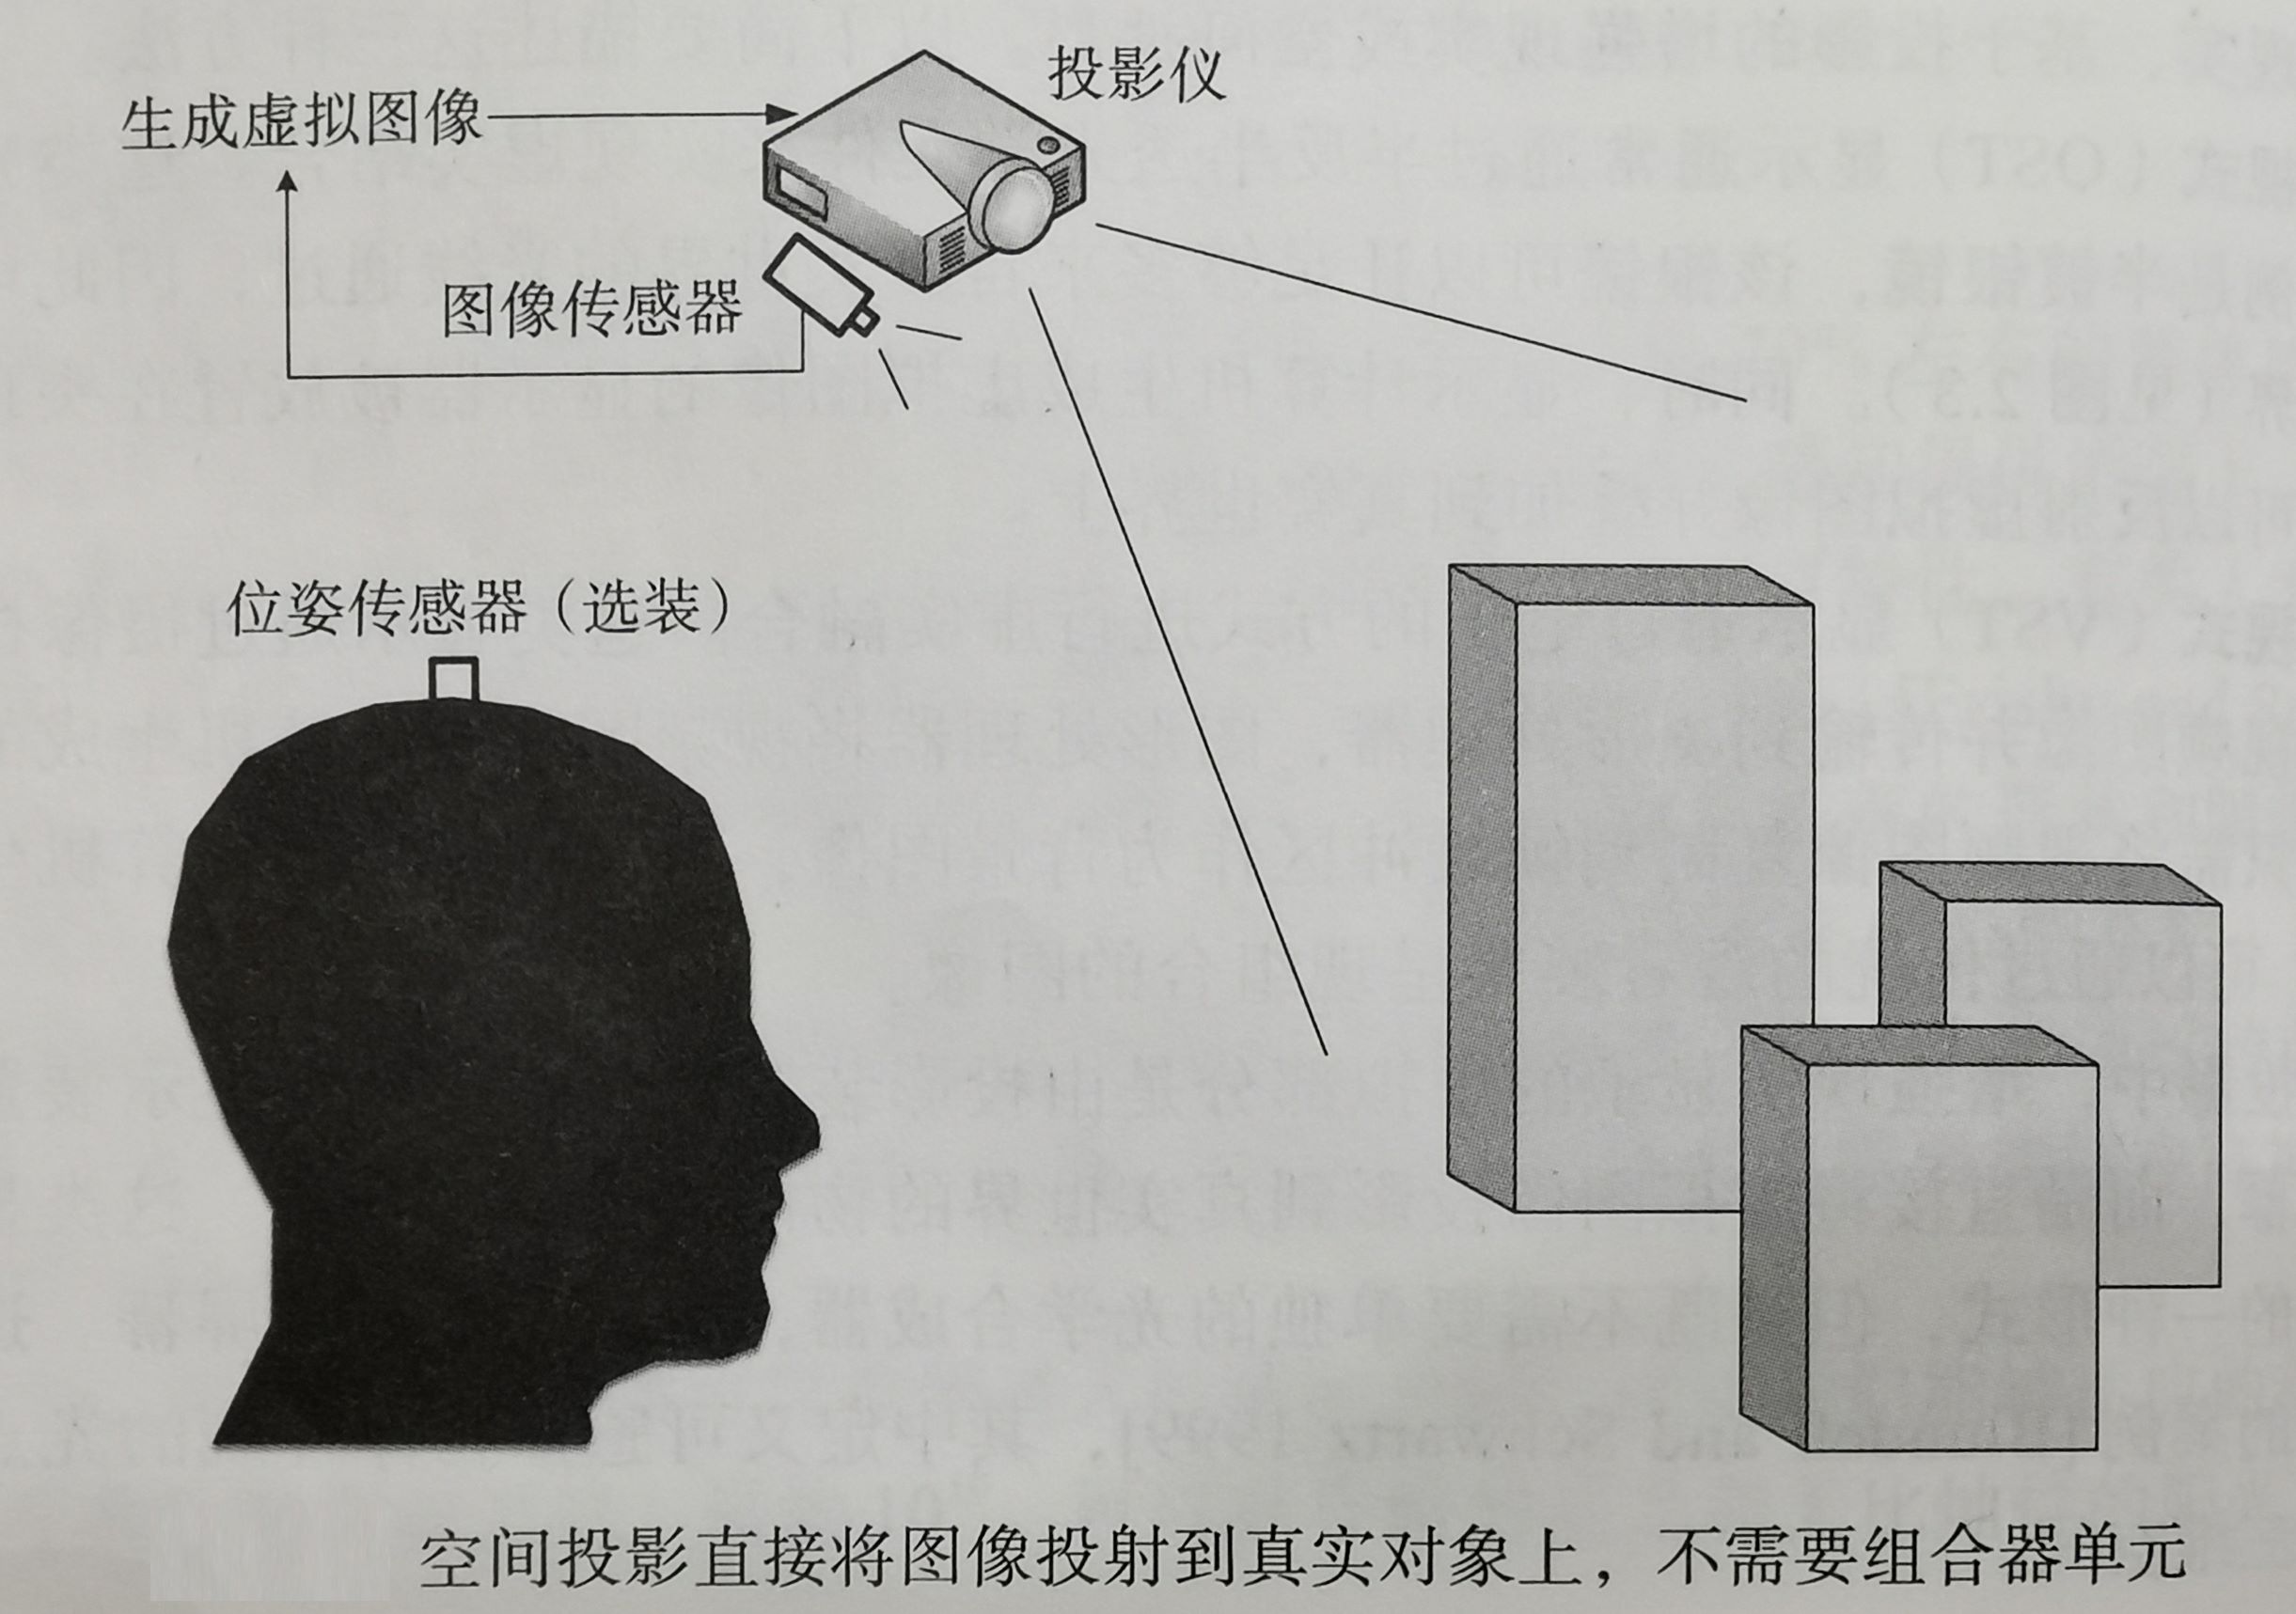 投影仪
生成虚拟图像
图像传感器
位姿传感器（选装）
空间投影直接将图像投射到真实对象上，不需要组合器单元